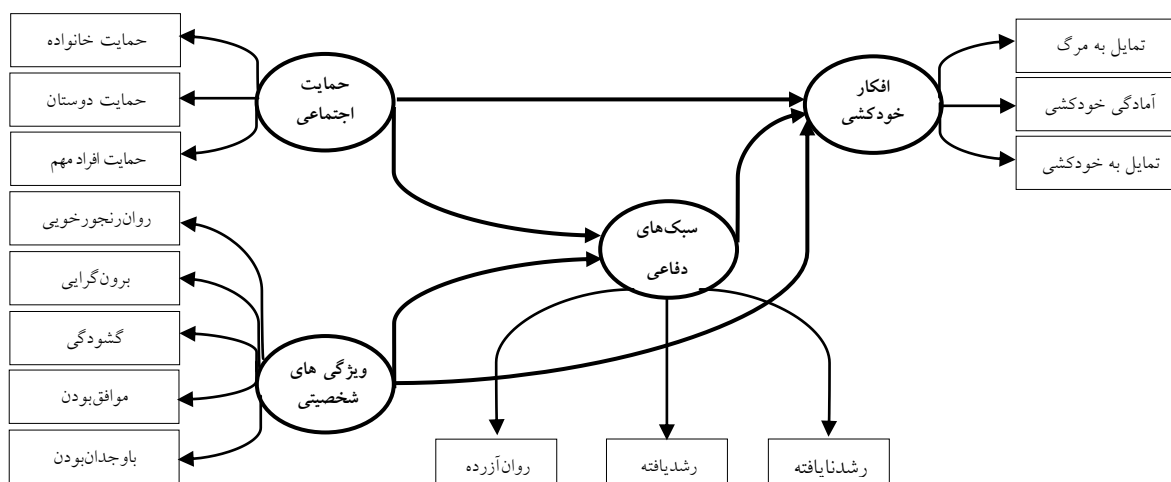 حمایت خانواده
حمایت دوستان
حمایت افراد مهم
روان‌رنجورخویی
برون‌گرایی
گشودگی
موافق‌بودن
باوجدان‌بودن
حمایت
اجتماعی
ویژگی های
شخصیتی
سبک‌های
دفاعی
روان‌آزرده
رشدیافته
رشدنایافته
افکار
خودکشی
تمایل به مرگ
آمادگی خودکشی
تمایل به خودکشی